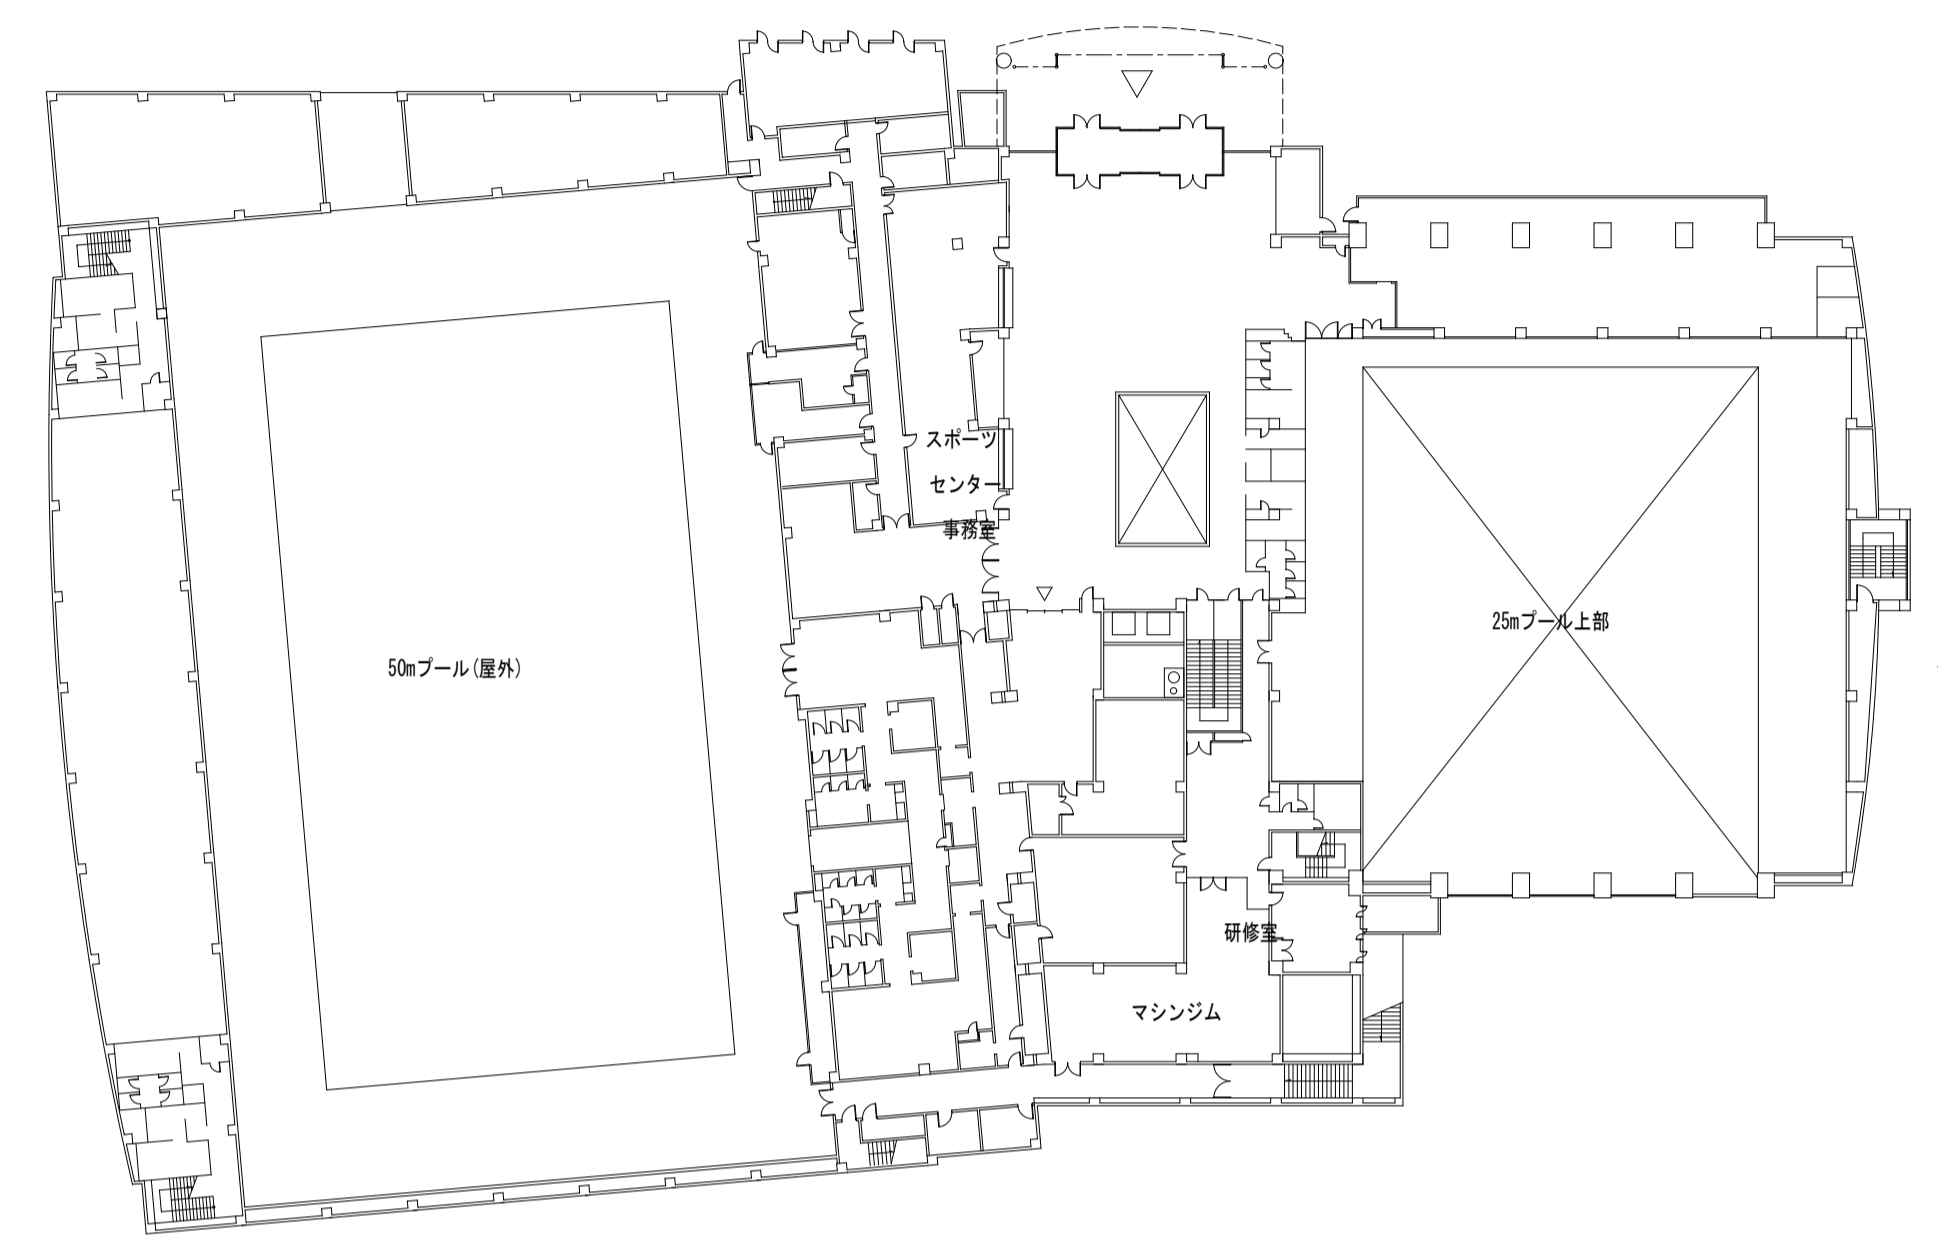 スポーツ
センター
事務室
50mプール(屋外)
25mプール上部
研修室
マシンジム